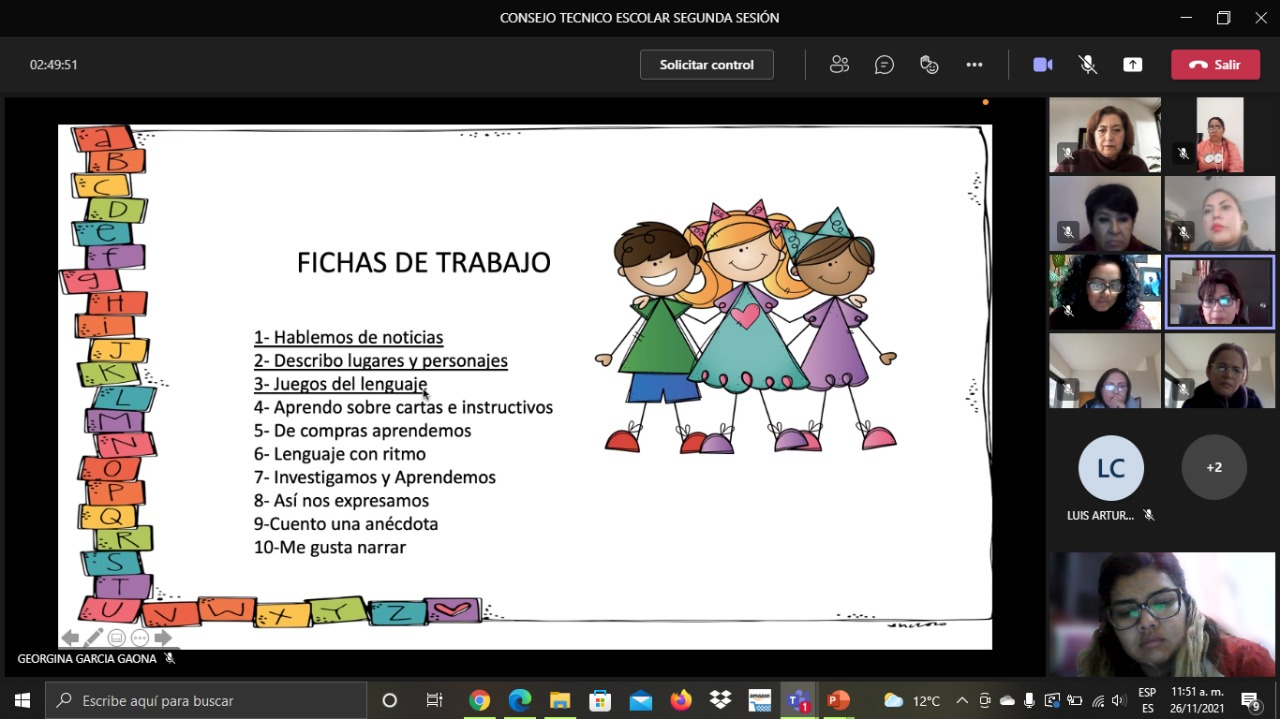 CONSEJO TECNICO ESCOLAR SEGUNDA SESIÓN
02:49:51
Solicitar control
Salir
a
B
C
D
e
f
g
H
i
J
K
L
M
N
O
P
Q
R
S
T
U V W X Y Z
FICHAS DE TRABAJO
1- Hablemos de noticias
2- Describo lugares y personajes
3- Juegos del lenguaje
4- Aprendo sobre cartas e instructivos
5- De compras aprendemos
6- Lenguaje con ritmo
7- Investigamos y Aprendemos
8- Así nos expresamos
9-Cuento una anécdota
10-Me gusta narrar
GEORGINA GARCIA GAONA
LC
+2
LUIS ARTUR...
Escribe aquí para buscar
amazon
1
12°C
ESP
ES
11:51 a. m.
26/11/2021
9